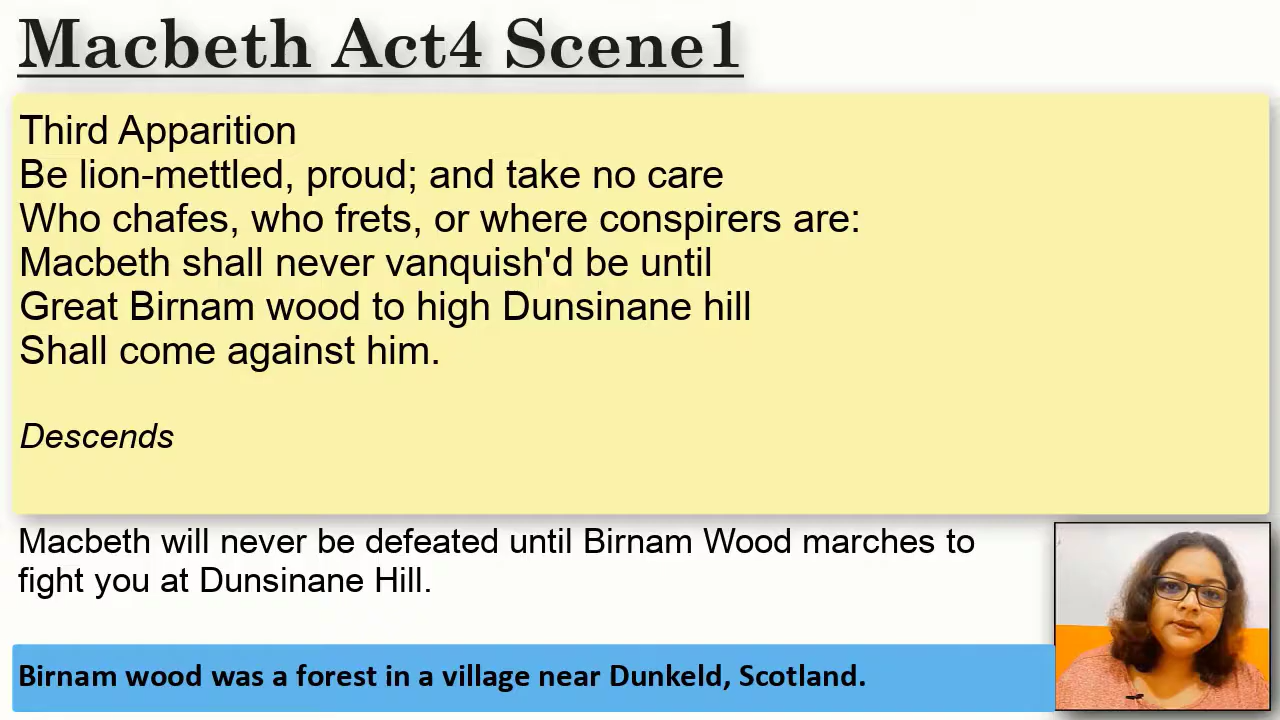 Macbeth Act4 Scene1
Third Apparition
Be lion-mettled, proud; and take no care
Who chafes, who frets, or where conspirers are:
Macbeth shall never vanquish'd be until
Great Birnam wood to high Dunsinane hill
Shall come against him.
Descends
Macbeth will never be defeated until Birnam Wood marches to
fight you at Dunsinane Hill.
Birnam wood was a forest in a village near Dunkeld, Scotland.